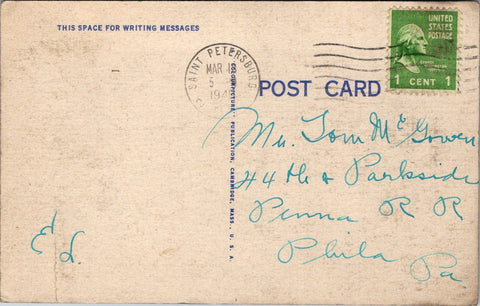 THIS SPACE FOR WRITING MESSAGES
SAINT PETERSBURG
MAR
5
UNITED
STATES
POSTAGE
1 CENT 1
POST CARD
COLOURPICTURE PUBLICATION, CAMBRIDGE, MASS., U. S. A.
Tom McGowen
44th & Parkside
Penna R R
Phila
Pa